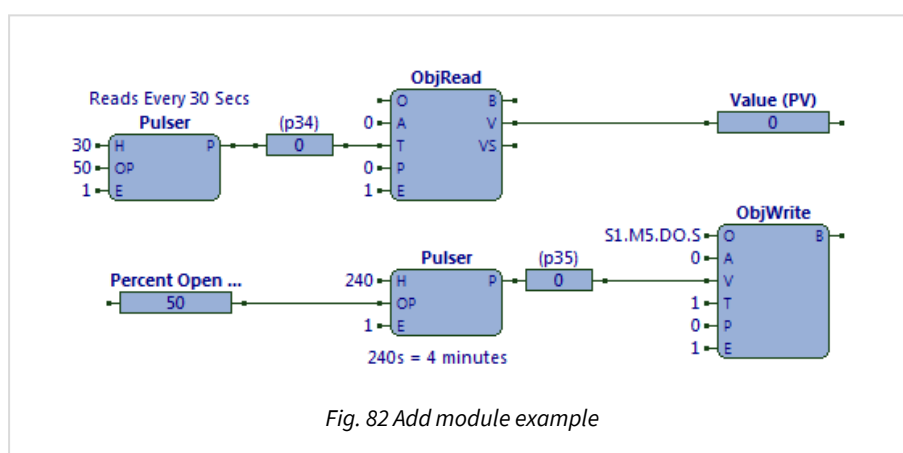 ObjRead
Reads Every 30 Secs
Pulser
(p34)
Value (PV)
O B
30 H P
0
0 A V
0
50 OP
T VS
1 E
0 P
1 E
ObjWrite
S1.M5.DO.S O B
Pulser
(p35)
0 A
Percent Open ...
240 H P
0
V
50
OP
1 T
1 E
0 P
240s = 4 minutes
1 E
Fig. 82 Add module example